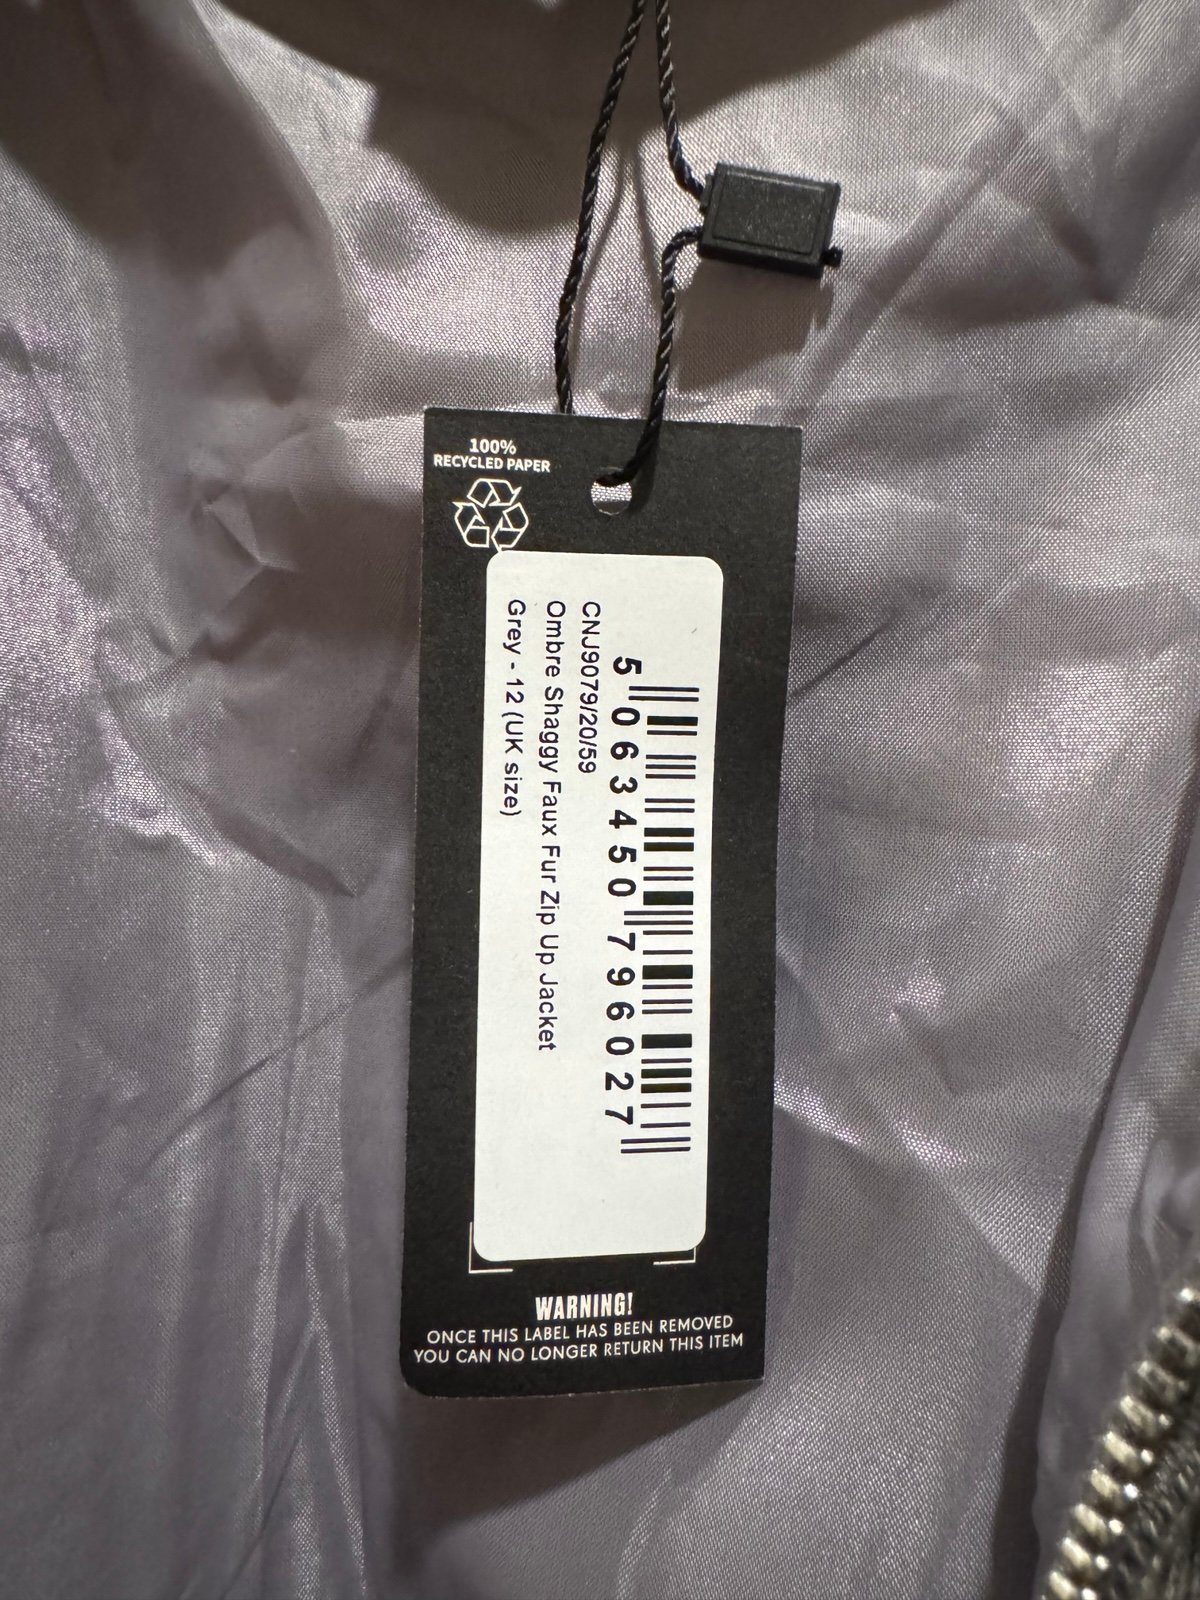 100%
RECYCLED PAPER
5 063450 796027
CNJ9079/20/59
Ombre Shaggy Faux Fur Zip Up Jacket
Grey - 12 (UK size)
WARNING!
ONCE THIS LABEL HAS BEEN REMOVED
YOU CAN NO LONGER RETURN THIS ITEM